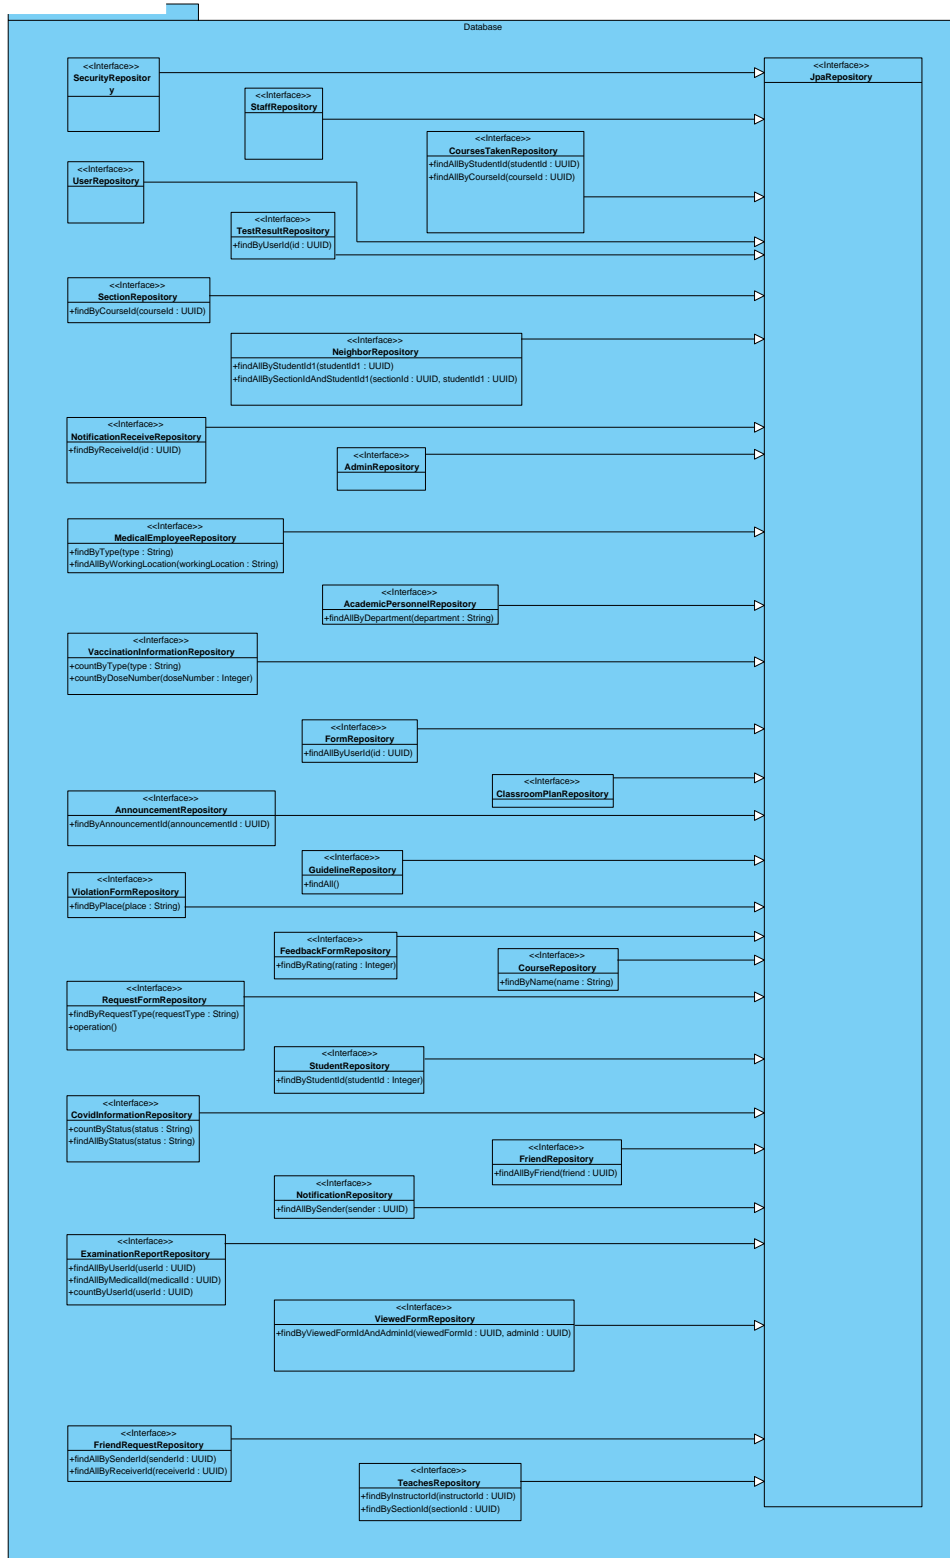 Database
<<Interface>>
SecurityRepositor
y
<<Interface>>
JpaRepository
<<Interface>>
StaffRepository
<<Interface>>
CoursesTakenRepository
+findAllByStudentId(studentId : UUID)
+findAllByCourseId(courseId : UUID)
<<Interface>>
UserRepository
<<Interface>>
TestResultRepository
+findByUserId(id : UUID)
<<Interface>>
SectionRepository
+findByCourseId(courseId : UUID)
<<Interface>>
NeighborRepository
+findAllByStudentId1(studentId1 : UUID)
+findAllBySectionIdAndStudentId1(sectionId : UUID, studentId1 : UUID)
<<Interface>>
NotificationReceiveRepository
+findByReceiveId(id : UUID)
<<Interface>>
AdminRepository
<<Interface>>
MedicalEmployeeRepository
+findByType(type : String)
+findAllByWorkingLocation(workingLocation : String)
<<Interface>>
AcademicPersonnelRepository
+findAllByDepartment(department : String)
<<Interface>>
VaccinationInformationRepository
+countByType(type : String)
+countByDoseNumber(doseNumber : Integer)
<<Interface>>
FormRepository
+findAllByUserId(id : UUID)
<<Interface>>
ClassroomPlanRepository
<<Interface>>
AnnouncementRepository
+findByAnnouncementId(announcementId : UUID)
<<Interface>>
GuidelineRepository
+findAll()
<<Interface>>
ViolationFormRepository
+findByPlace(place : String)
<<Interface>>
FeedbackFormRepository
+findByRating(rating : Integer)
<<Interface>>
CourseRepository
+findByName(name : String)
<<Interface>>
RequestFormRepository
+findByRequestType(requestType : String)
+operation()
<<Interface>>
StudentRepository
+findByStudentId(studentId : Integer)
<<Interface>>
CovidInformationRepository
+countByStatus(status : String)
+findAllByStatus(status : String)
<<Interface>>
FriendRepository
+findAllByFriend(friend : UUID)
<<Interface>>
NotificationRepository
+findAllBySender(sender : UUID)
<<Interface>>
ExaminationReportRepository
+findAllByUserId(userId : UUID)
+findAllByMedicalId(medicalId : UUID)
+countByUserId(userId : UUID)
<<Interface>>
ViewedFormRepository
+findByViewedFormIdAndAdminId(viewedFormId : UUID, adminId : UUID)
<<Interface>>
FriendRequestRepository
+findAllBySenderId(senderId : UUID)
+findAllByReceiverId(receiverId : UUID)
<<Interface>>
TeachesRepository
+findByInstructorId(instructorId : UUID)
+findBySectionId(sectionId : UUID)